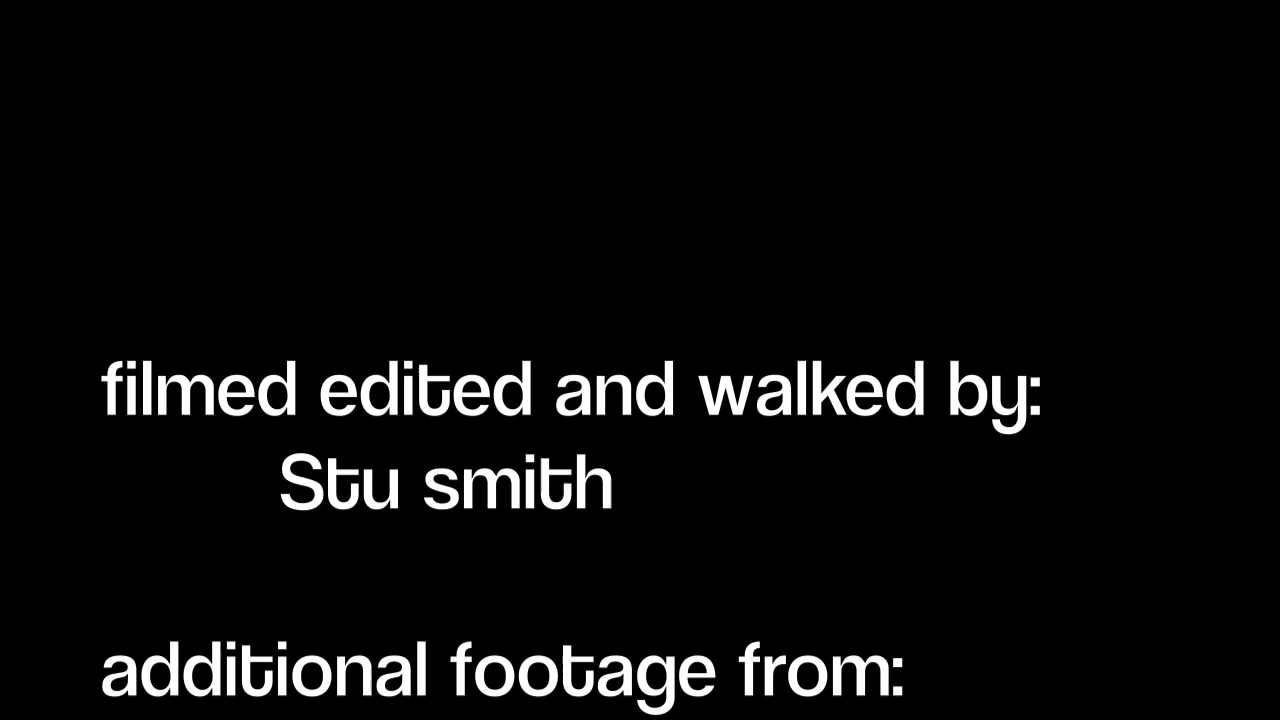 filmed edited and walked by:
Stu smith
additional footage from: